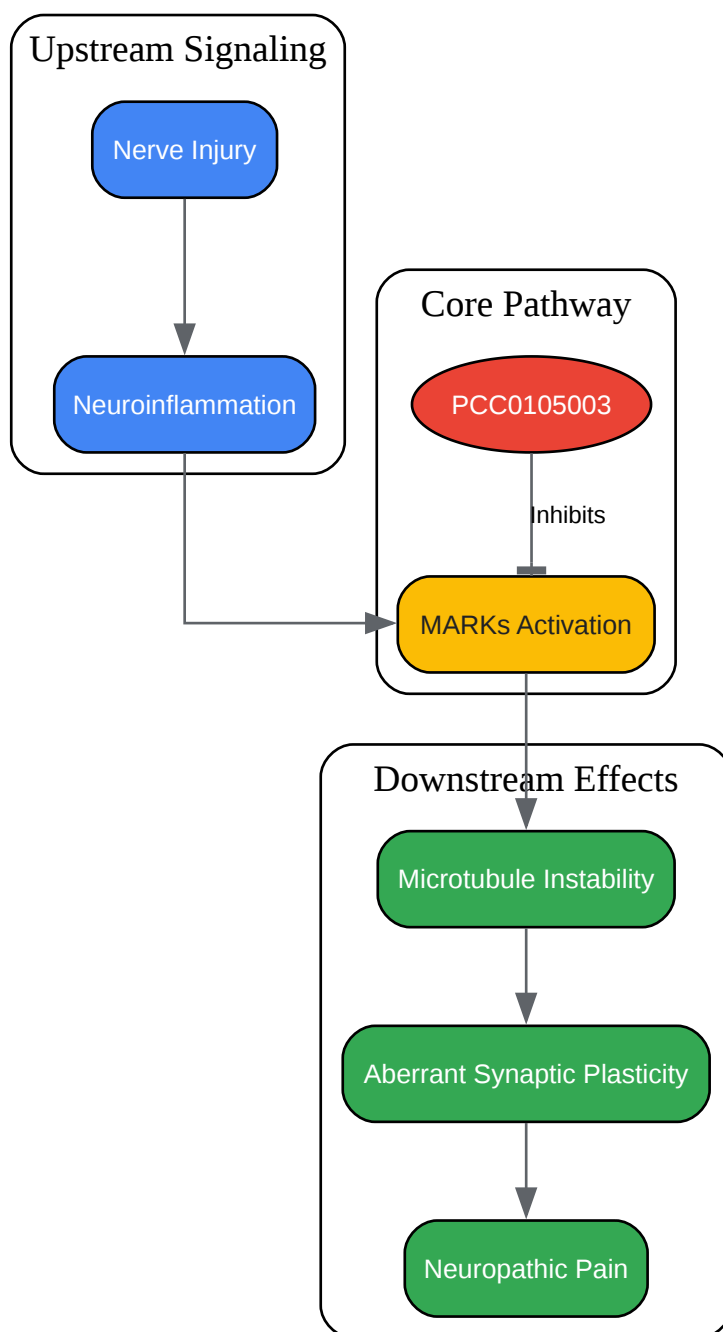 Upstream Signaling
Nerve Injury
Neuroinflammation
Core Pathway
PCC0105003
Inhibits
MARKs Activation
Downstream Effects
Microtubule Instability
Aberrant Synaptic Plasticity
Neuropathic Pain